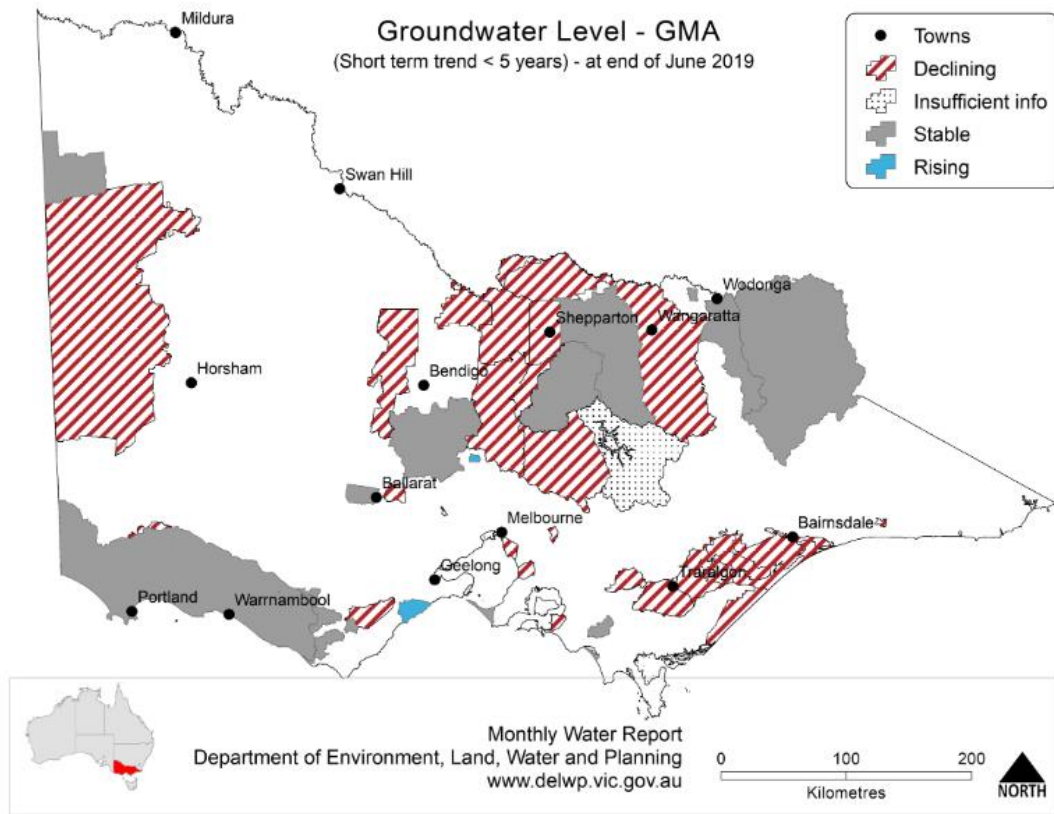 Groundwater Level - GMA
(Short term trend < 5 years) - at end of June 2019
Towns
Declining
Insufficient info
Stable
Rising
Mildura
Swan Hill
Wodonga
Shepparton
Wangaratta
Horsham
Bendigo
Ballarat
Melbourne
Bairnsdale
Geelong
Traralgon
Portland
Warrnambool
Monthly Water Report
Department of Environment, Land, Water and Planning
www.delwp.vic.gov.au
0 100 200
Kilometres
NORTH